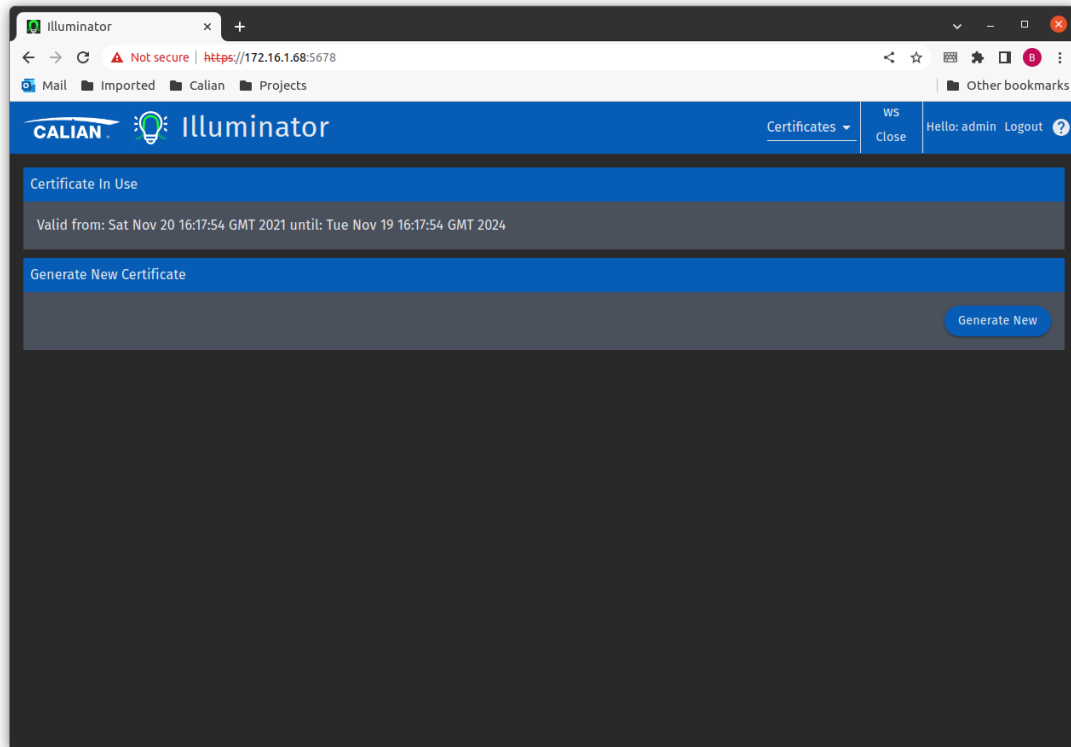 Illuminator
Not secure | https://172.16.1.68:5678
B
Mail Imported Calian Projects Other bookmarks
CALIAN. Illuminator Certificates WS Close Hello: admin Logout ?
Certificate In Use
Valid from: Sat Nov 20 16:17:54 GMT 2021 until: Tue Nov 19 16:17:54 GMT 2024
Generate New Certificate
Generate New